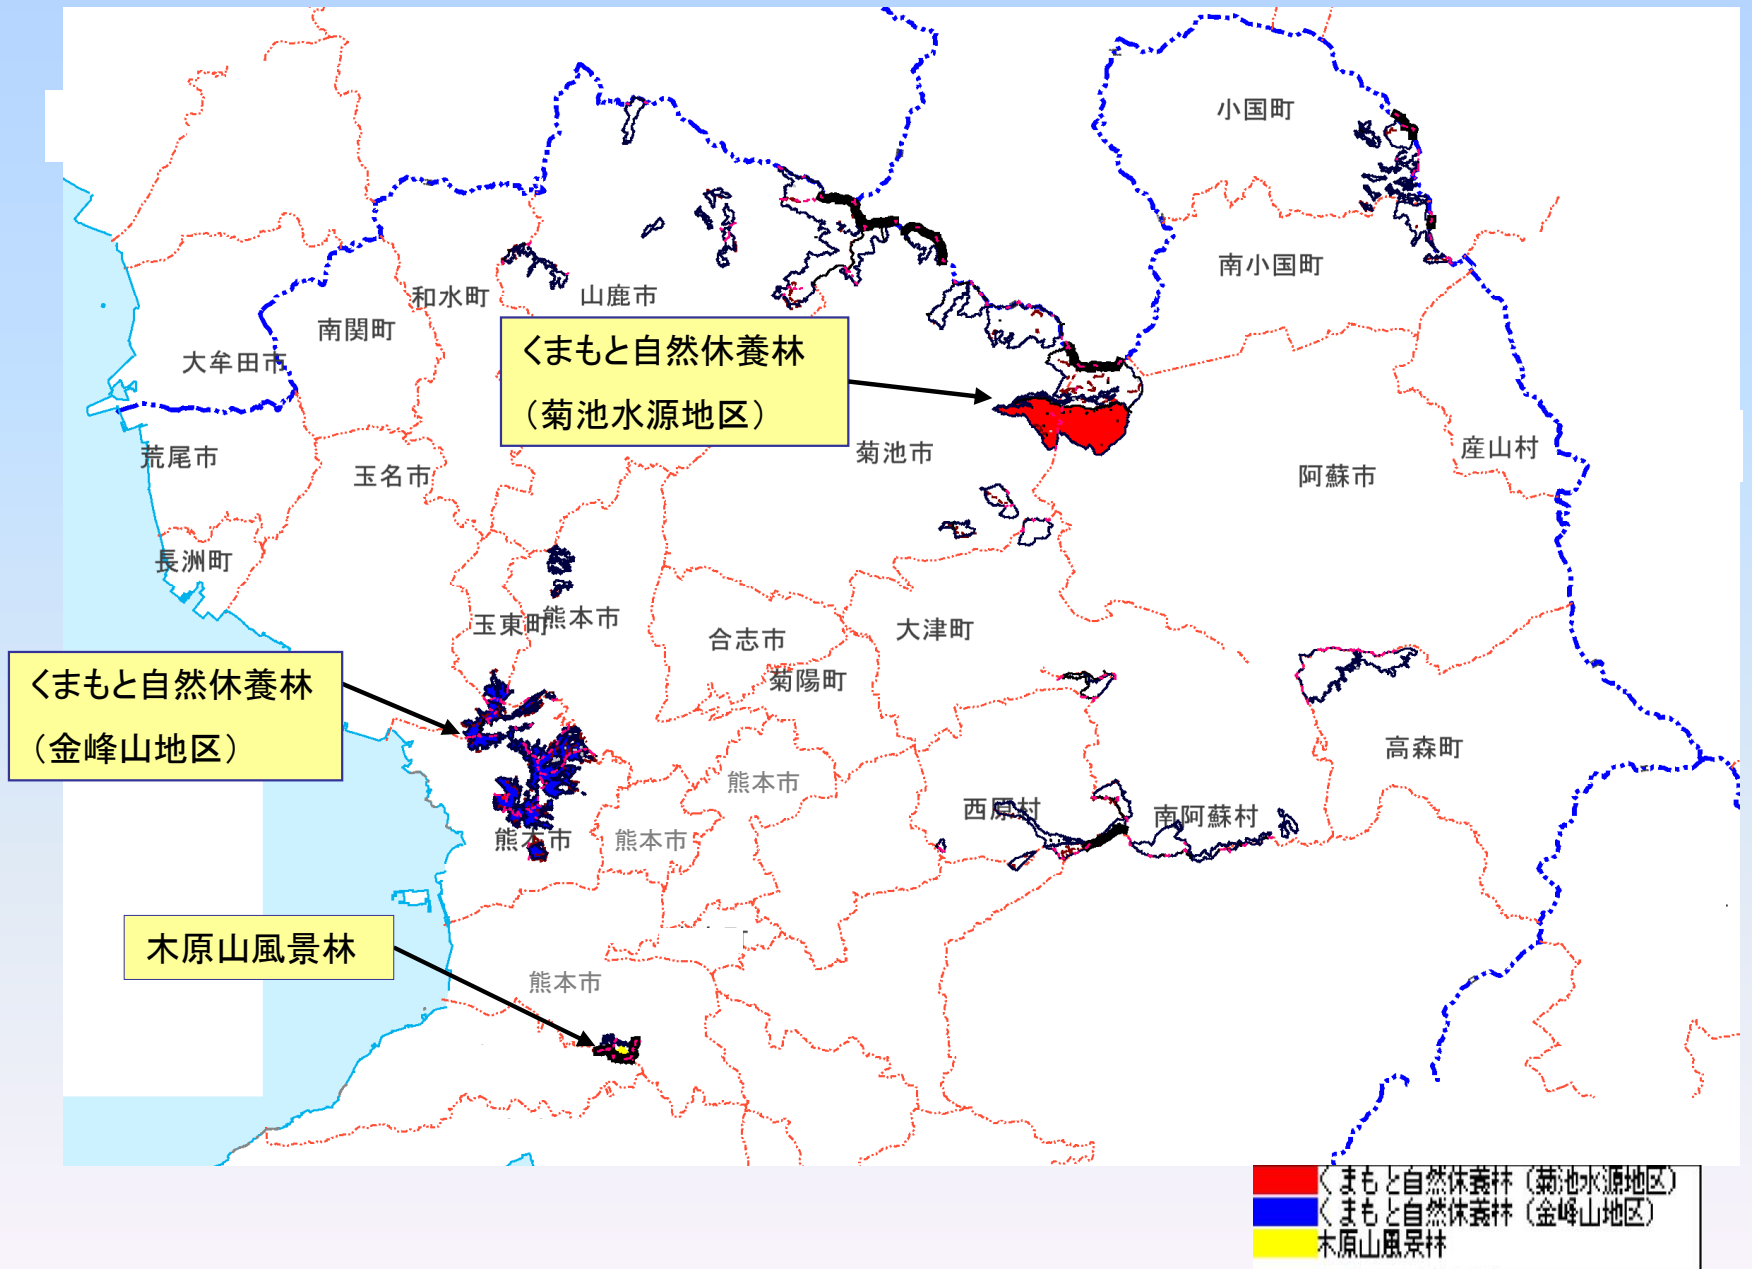 小国町
南小国町
和水町
山鹿市
南関町
大牟田市
くまもと自然休養林
（菊池水源地区）
荒尾市
玉名市
菊池市
阿蘇市
産山村
長洲町
玉東町
熊本市
合志市
大津町
菊陽町
くまもと自然休養林
（金峰山地区）
高森町
熊本市
西原村
南阿蘇村
熊本市
熊本市
木原山風景林
熊本市
くまもと自然休養林（菊池水源地区）
くまもと自然休養林（金峰山地区）
木原山風景林